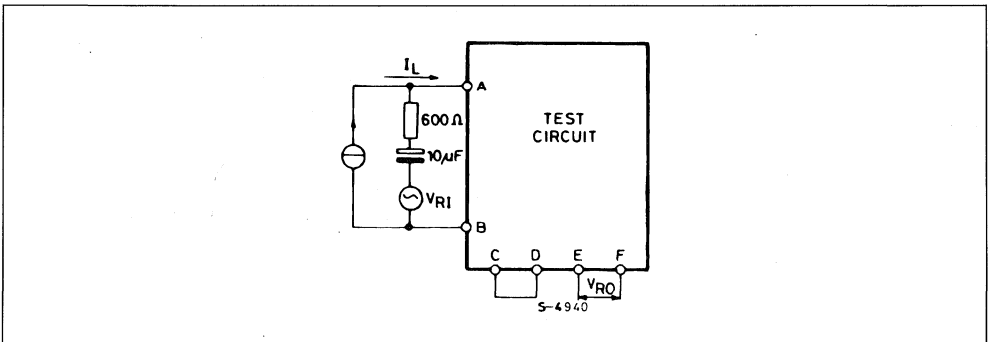 I_L
A
600Ω
TEST
CIRCUIT
10μF
V_RI
B
C D E F
V_RO
S-4940